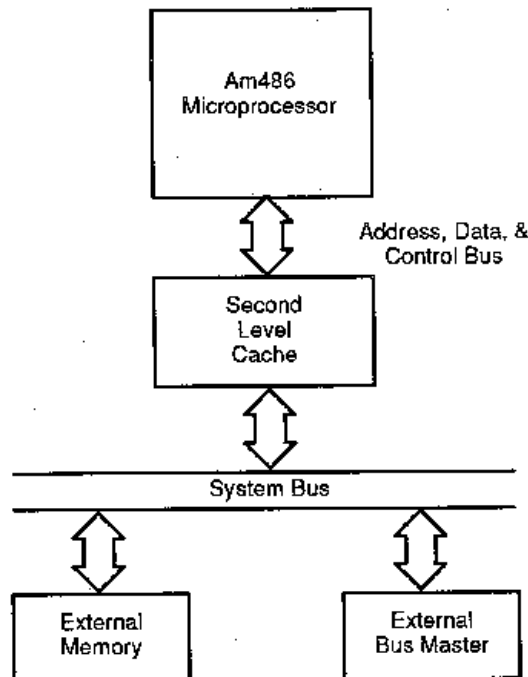 Am486
Microprocessor
Address, Data, &
Control Bus
Second
Level
Cache
System Bus
External
Memory
External
Bus Master